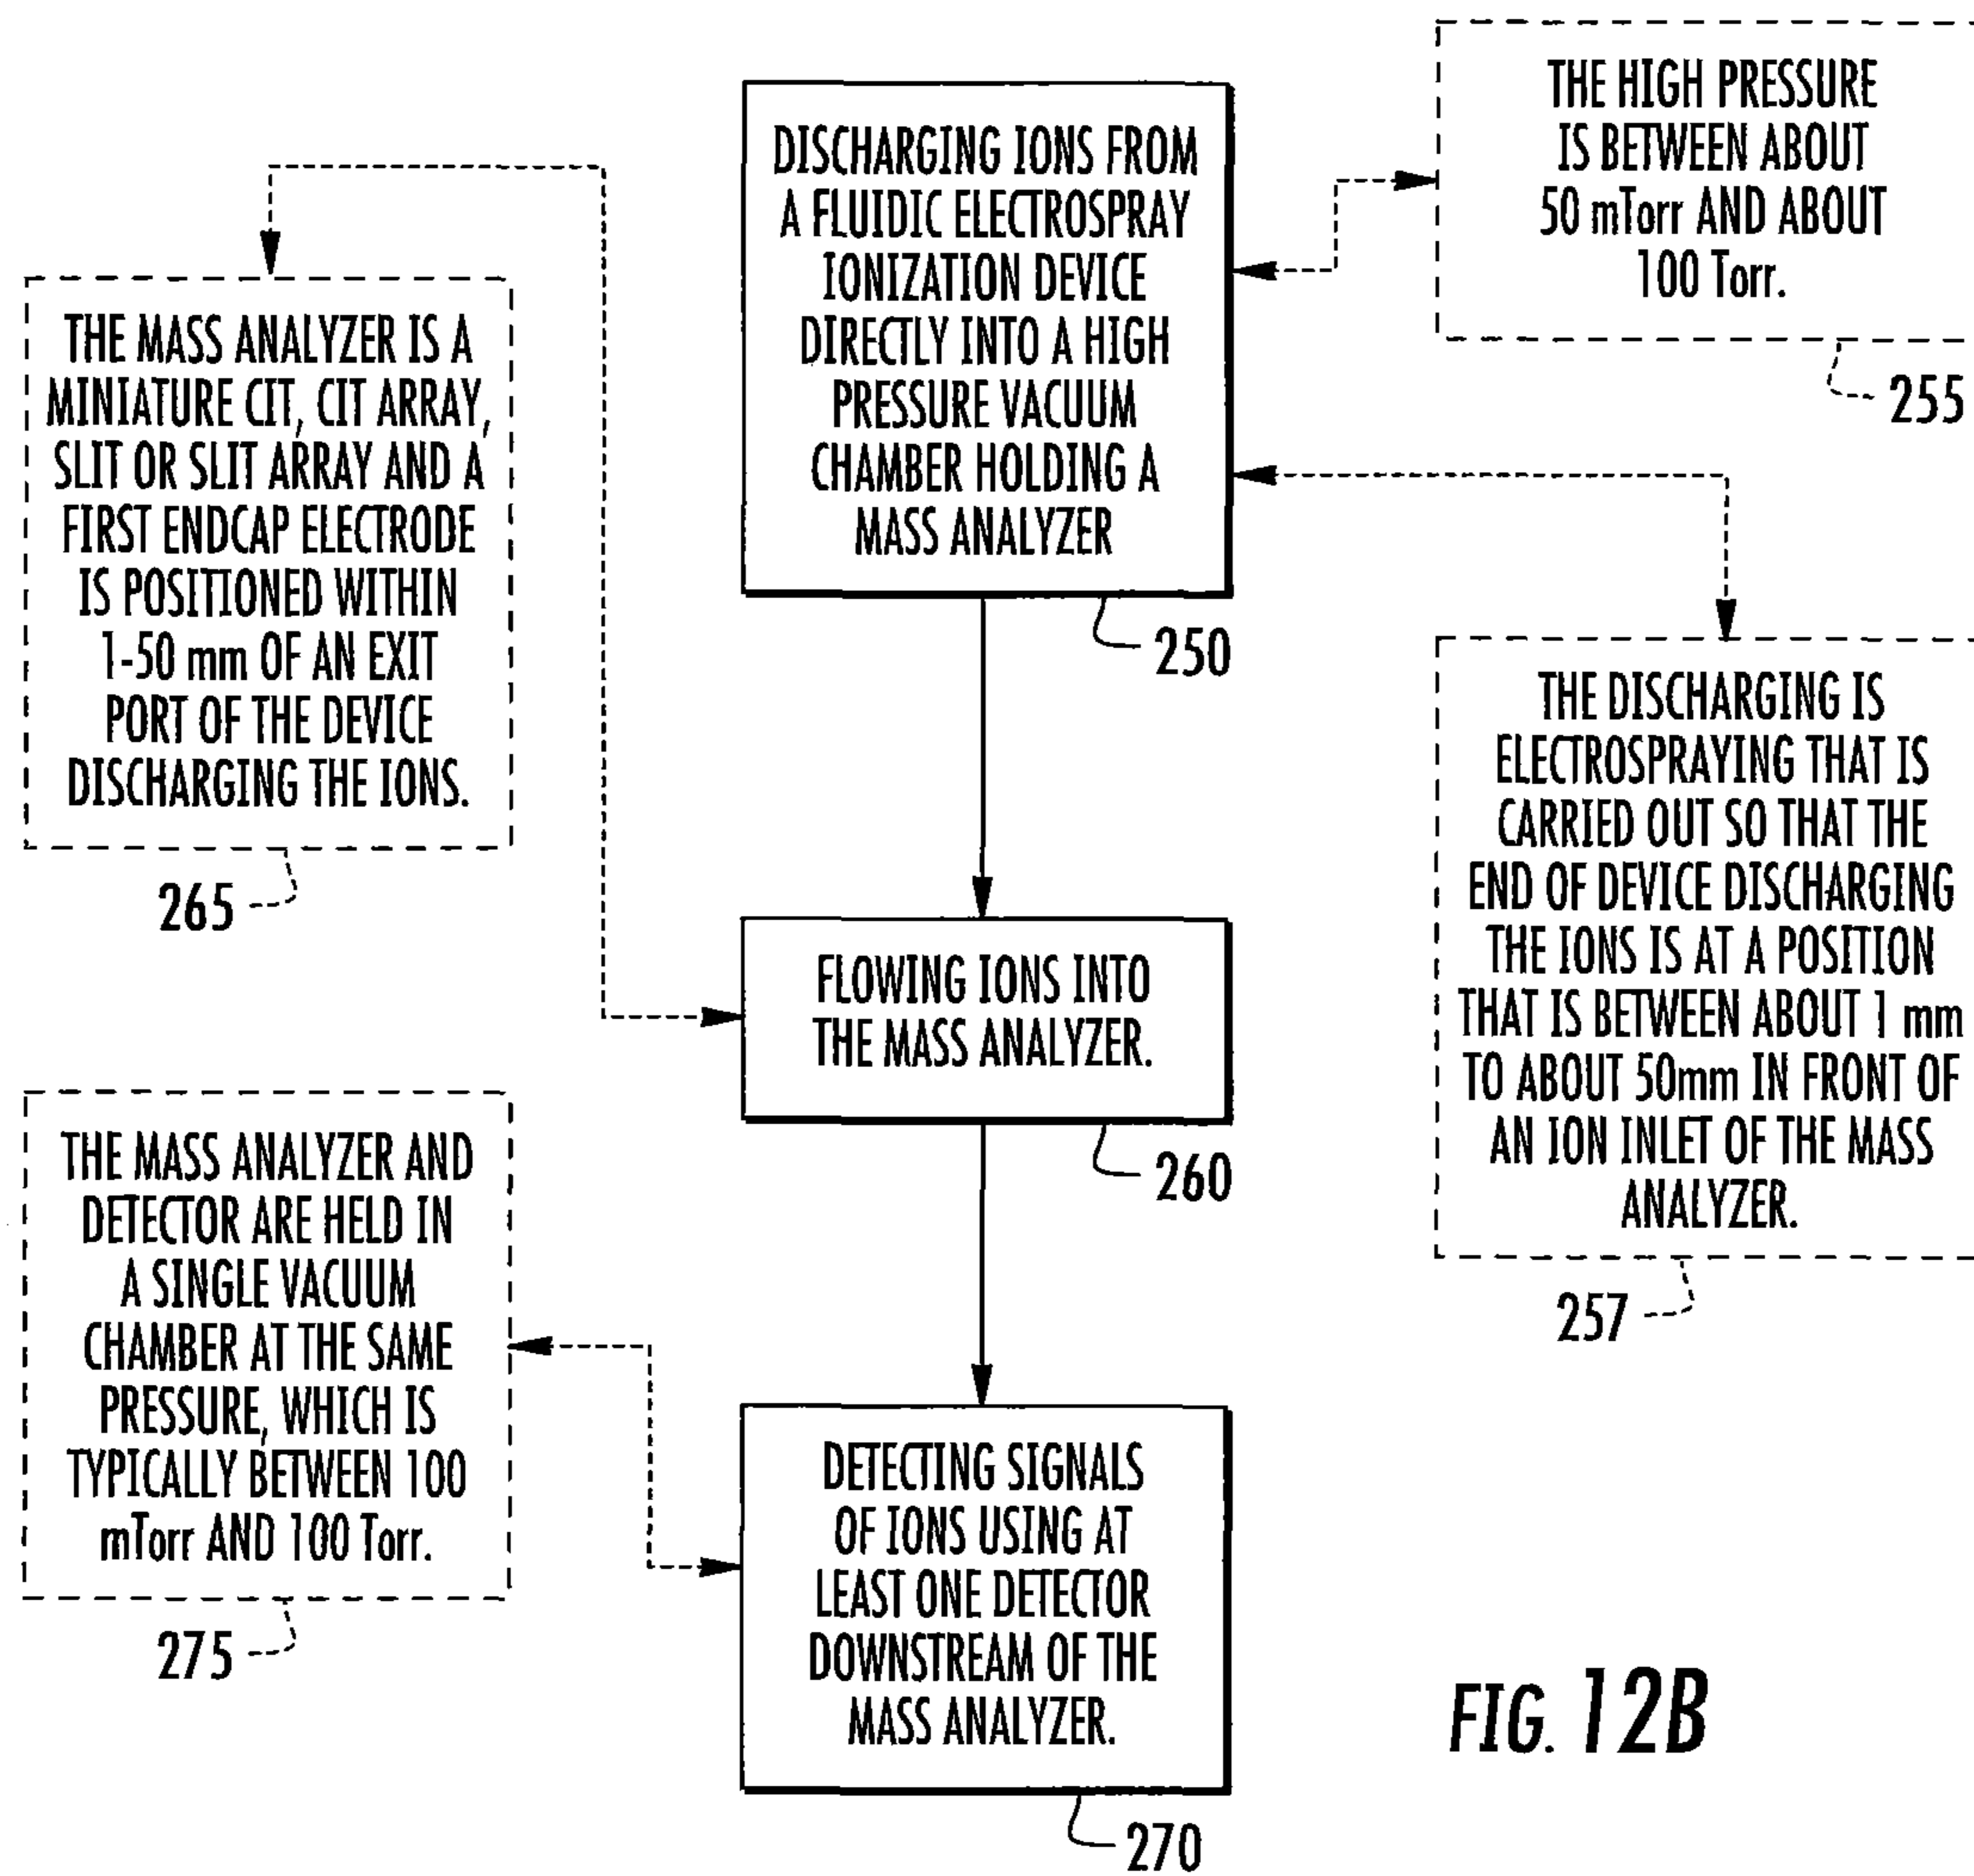 DISCHARGING IONS FROM
A FLUIDIC ELECTROSPRAY
IONIZATION DEVICE
DIRECTLY INTO A HIGH
PRESSURE VACUUM
CHAMBER HOLDING A
MASS ANALYZER
250
THE HIGH PRESSURE
IS BETWEEN ABOUT
50 mTorr AND ABOUT
100 Torr.
255
THE DISCHARGING IS
ELECTROSPRAYING THAT IS
CARRIED OUT SO THAT THE
END OF DEVICE DISCHARGING
THE IONS IS AT A POSITION
THAT IS BETWEEN ABOUT 1 mm
TO ABOUT 50mm IN FRONT OF
AN ION INLET OF THE MASS
ANALYZER.
257
THE MASS ANALYZER IS A
MINIATURE CIT, CIT ARRAY,
SLIT OR SLIT ARRAY AND A
FIRST ENDCAP ELECTRODE
IS POSITIONED WITHIN
1-50 mm OF AN EXIT
PORT OF THE DEVICE
DISCHARGING THE IONS.
265
FLOWING IONS INTO
THE MASS ANALYZER.
260
THE MASS ANALYZER AND
DETECTOR ARE HELD IN
A SINGLE VACUUM
CHAMBER AT THE SAME
PRESSURE, WHICH IS
TYPICALLY BETWEEN 100
mTorr AND 100 Torr.
275
DETECTING SIGNALS
OF IONS USING AT
LEAST ONE DETECTOR
DOWNSTREAM OF THE
MASS ANALYZER.
270
FIG. 12B